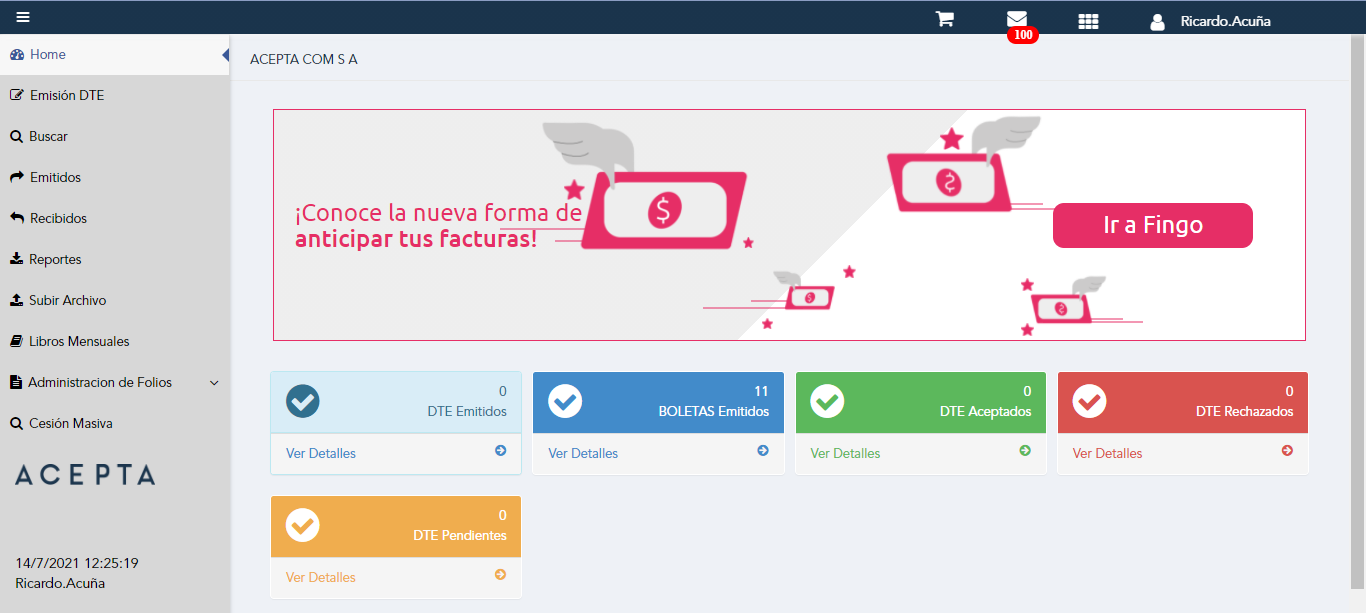 Ricardo.Acuña
100
Home
ACEPTA COM S A
Emisión DTE
Buscar
Emitidos
Recibidos
Reportes
Subir Archivo
Libros Mensuales
Administracion de Folios
Cesión Masiva
ACEPTA
14/7/2021 12:25:19
Ricardo.Acuña
¡Conoce la nueva forma de
anticipar tus facturas!
Ir a Fingo
0
DTE Emitidos
Ver Detalles
11
BOLETAS Emitidos
Ver Detalles
0
DTE Aceptados
Ver Detalles
0
DTE Rechazados
Ver Detalles
0
DTE Pendientes
Ver Detalles